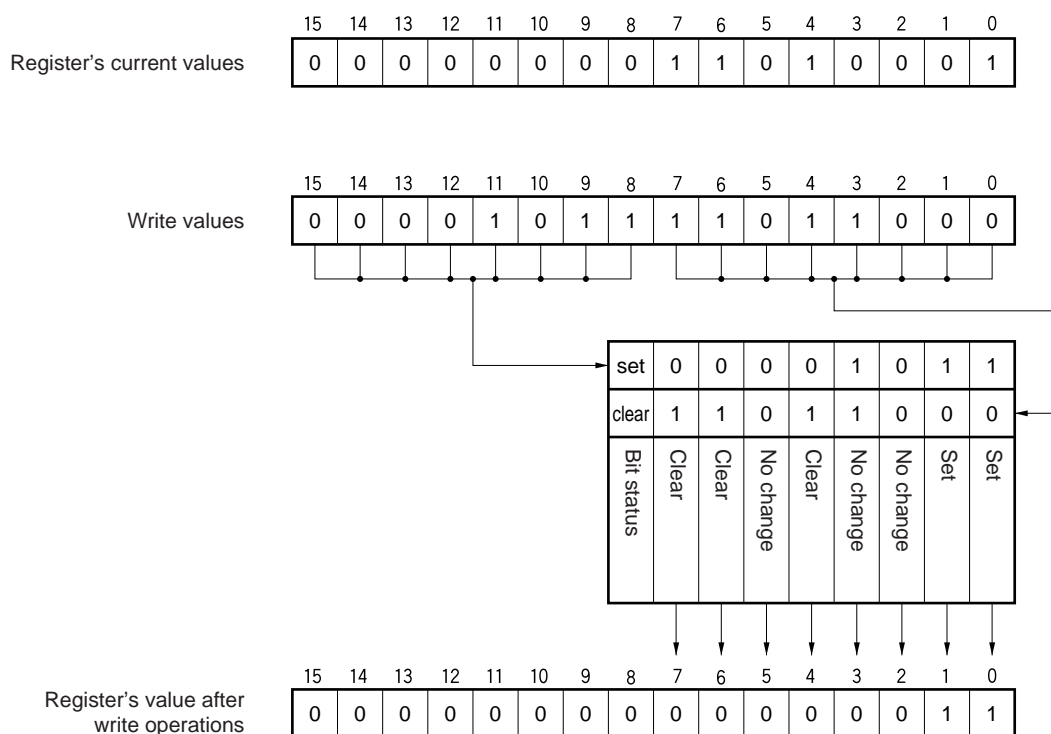 15 14 13 12 11 10 9 8 7 6 5 4 3 2 1 0
Register's current values 0 0 0 0 0 0 0 0 1 1 0 1 0 0 0 1
15 14 13 12 11 10 9 8 7 6 5 4 3 2 1 0
Write values 0 0 0 0 1 0 1 1 1 1 0 1 1 0 0 0
set 0 0 0 0 1 0 1 1
clear 1 1 0 1 1 0 0 0
Bit status Clear Clear No change Clear No change No change Set Set
15 14 13 12 11 10 9 8 7 6 5 4 3 2 1 0
Register's value after
write operations 0 0 0 0 0 0 0 0 0 0 0 0 0 0 1 1